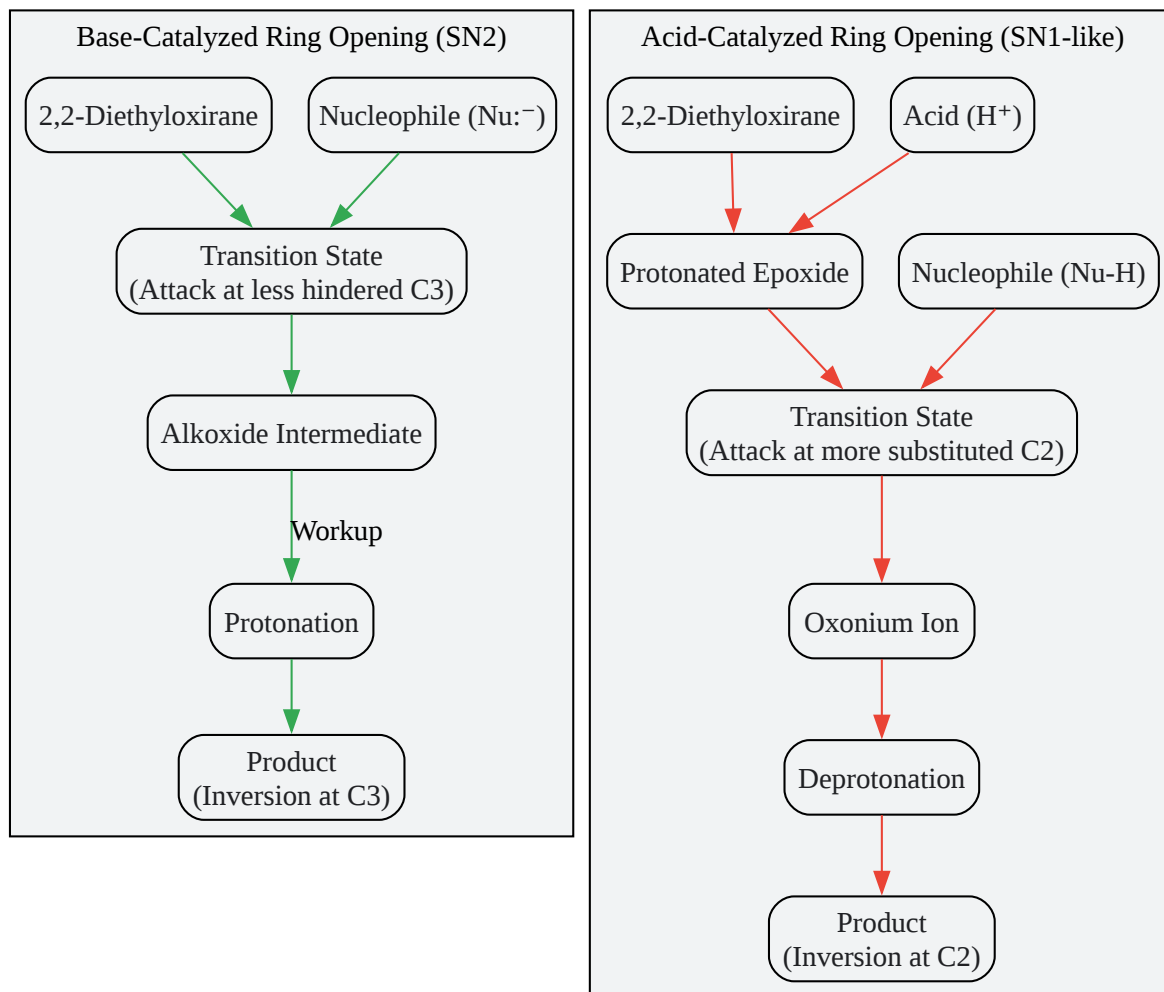 Base-Catalyzed Ring Opening (SN2)
2,2-Diethyloxirane
Nucleophile (Nu:⁻)
Transition State
(Attack at less hindered C3)
Alkoxide Intermediate
Workup
Protonation
Product
(Inversion at C3)
Acid-Catalyzed Ring Opening (SN1-like)
2,2-Diethyloxirane
Acid (H⁺)
Protonated Epoxide
Nucleophile (Nu-H)
Transition State
(Attack at more substituted C2)
Oxonium Ion
Deprotonation
Product
(Inversion at C2)